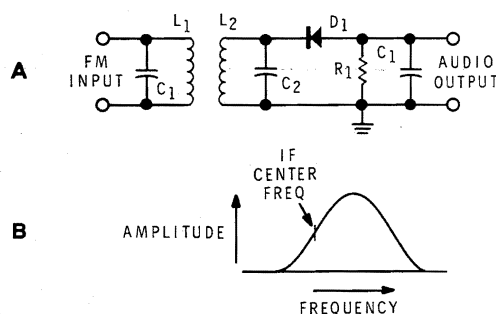 A
FM
INPUT
C1
L1
L2
C2
D1
R1
C1
AUDIO
OUTPUT
B
AMPLITUDE
IF
CENTER
FREQ
FREQUENCY